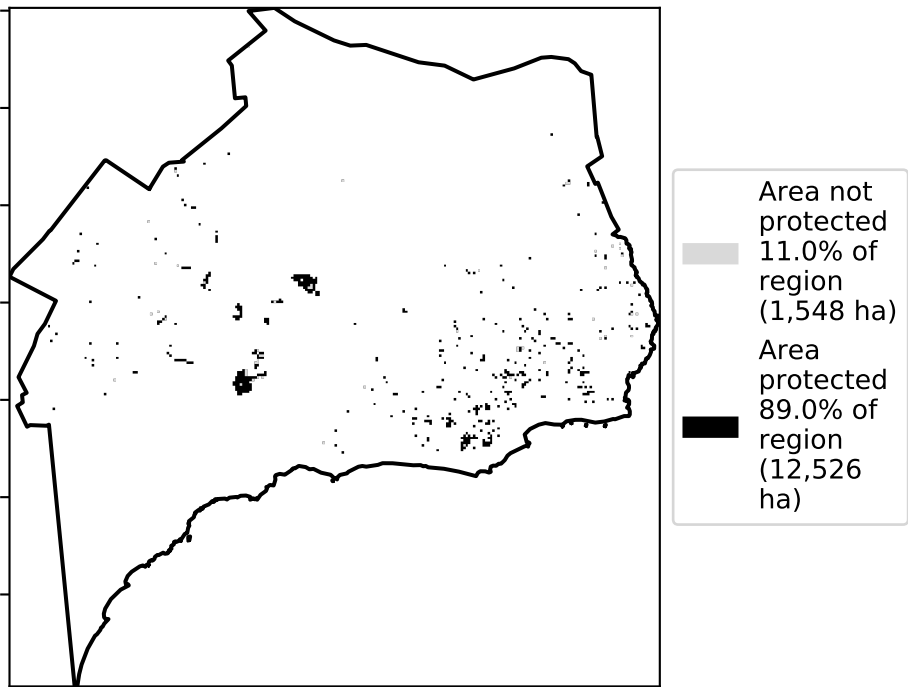 Area not
protected
11.0% of
region
(1,548 ha)
Area
protected
89.0% of
region
(12,526
ha)